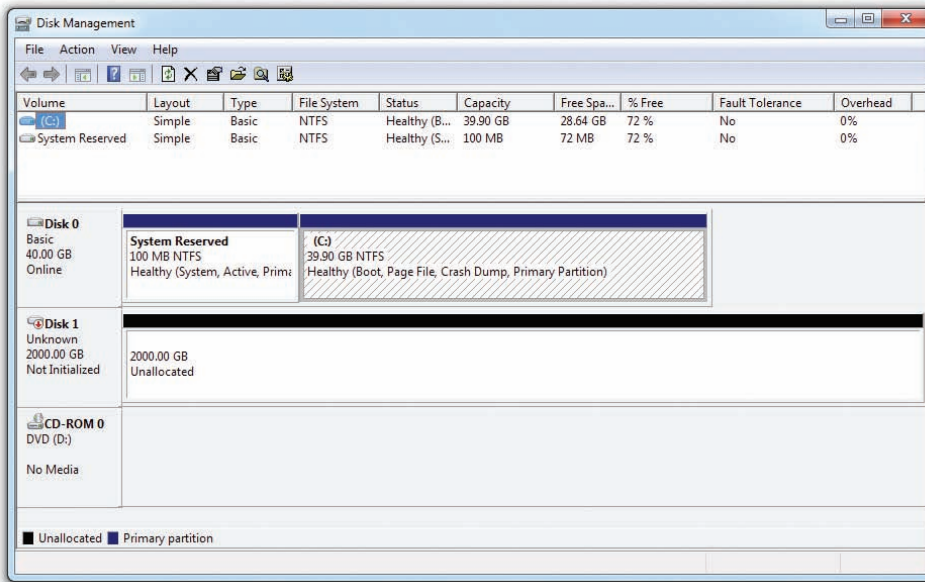 Disk Management
File Action View Help
Volume Layout Type File System Status Capacity Free Spa... % Free Fault Tolerance Overhead
(C:) Simple Basic NTFS Healthy (B... 39.90 GB 28.64 GB 72 % No 0%
System Reserved Simple Basic NTFS Healthy (S... 100 MB 72 MB 72 % No 0%
Disk 0
Basic
40.00 GB
Online
System Reserved
100 MB NTFS
Healthy (System, Active, Prima
(C:)
39.90 GB NTFS
Healthy (Boot, Page File, Crash Dump, Primary Partition)
Disk 1
Unknown
2000.00 GB
Not Initialized
2000.00 GB
Unallocated
CD-ROM 0
DVD (D:)
No Media
Unallocated Primary partition